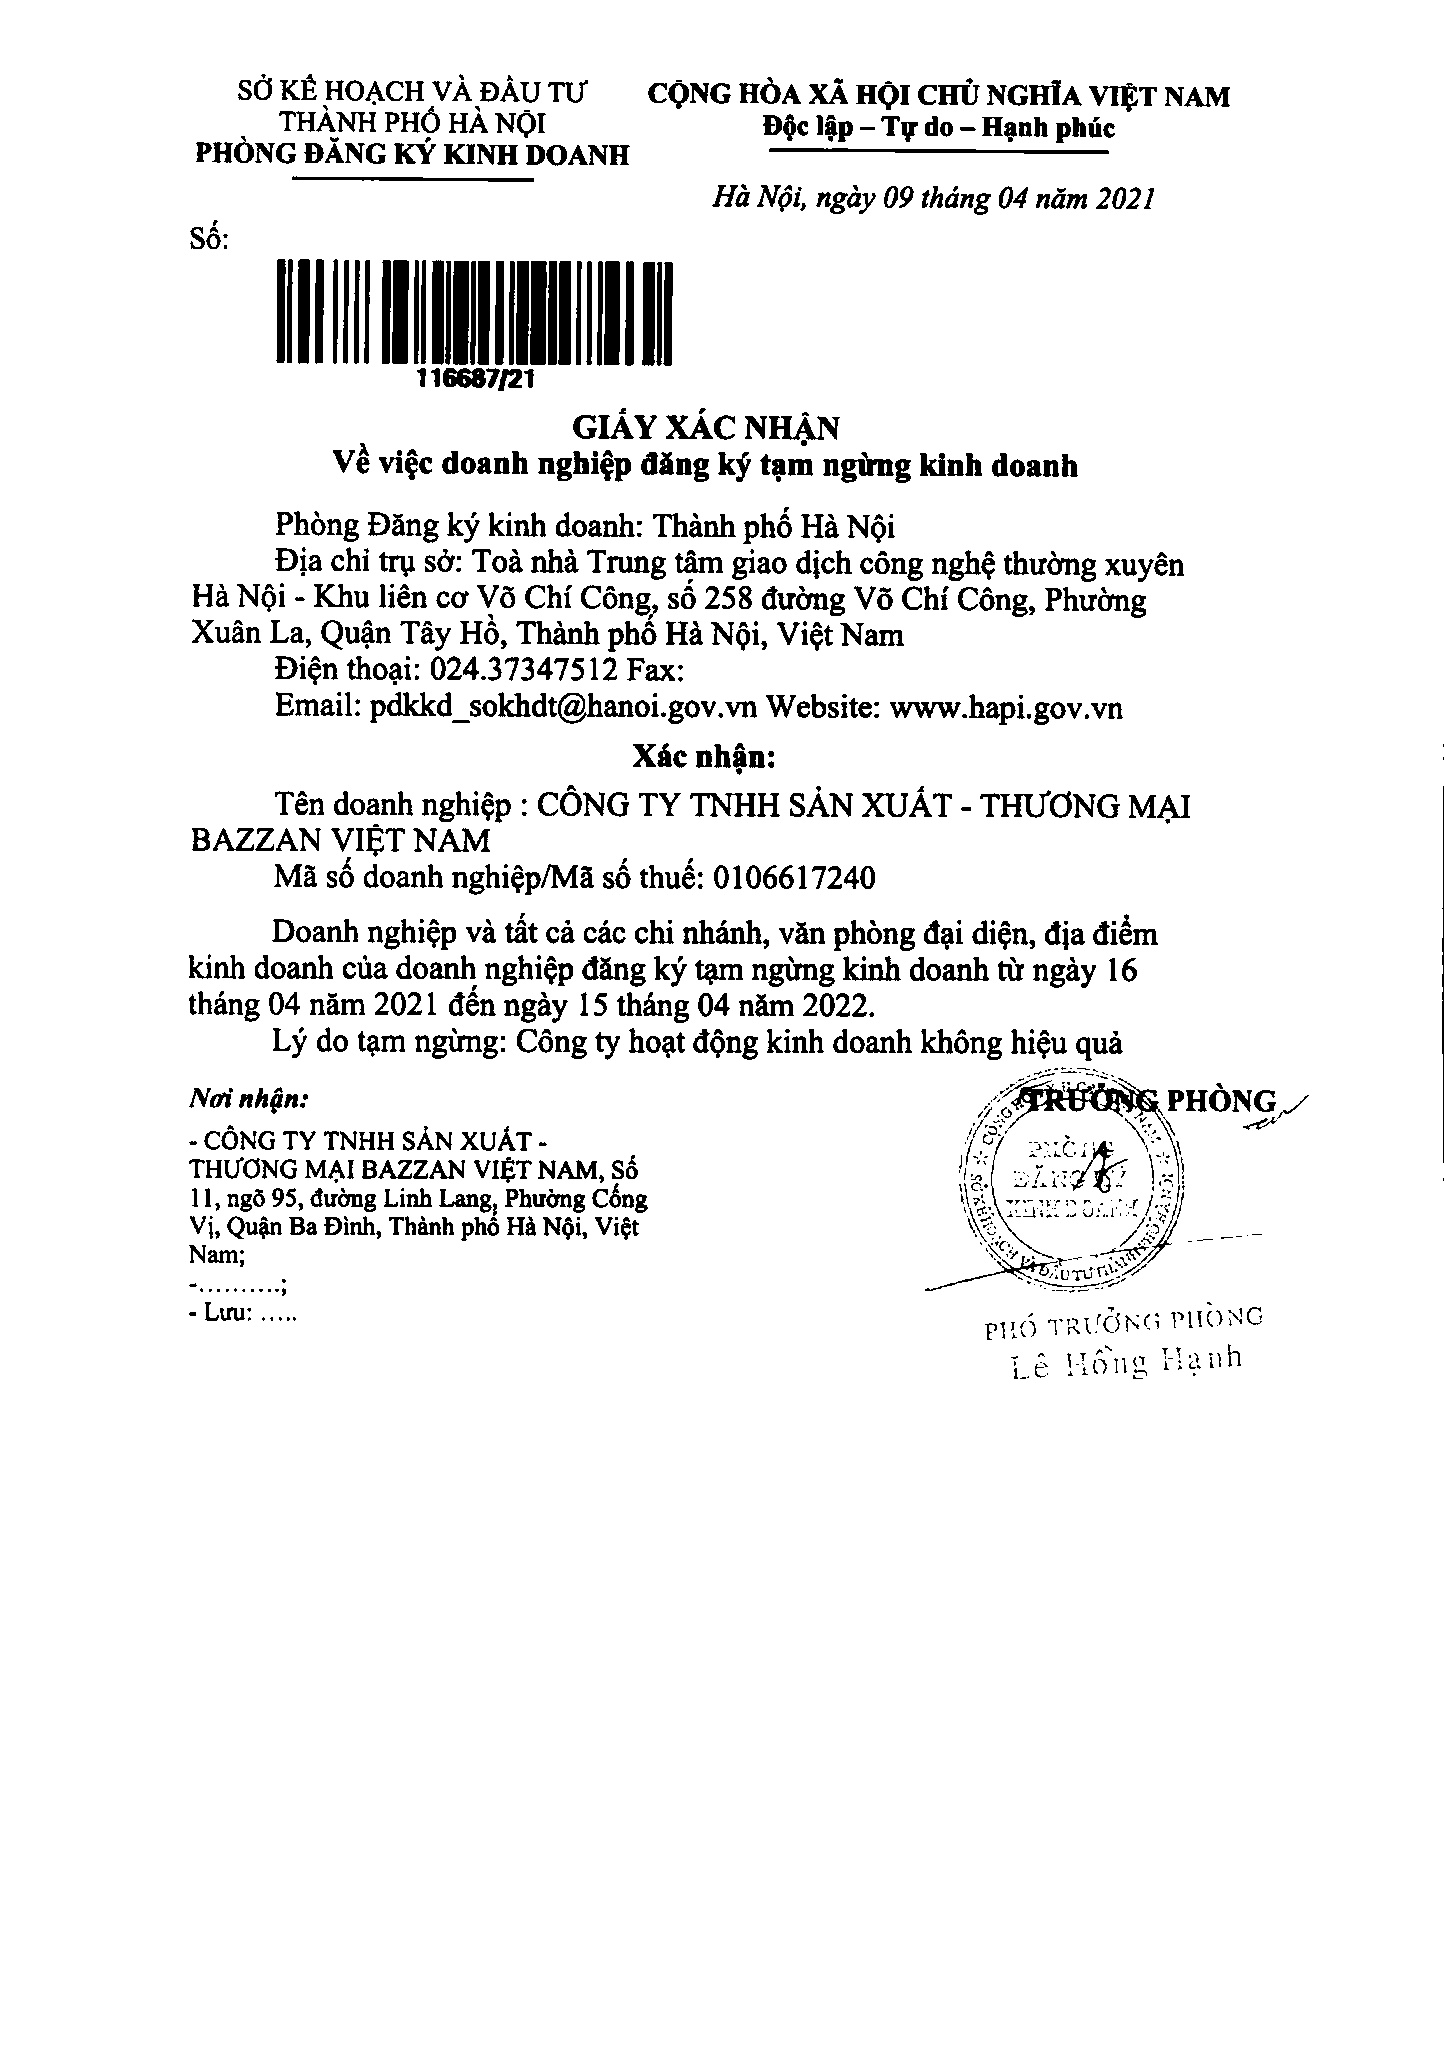 SỞ KẾ HOẠCH VÀ ĐẦU TƯ
THÀNH PHỐ HÀ NỘI
PHÒNG ĐĂNG KÝ KINH DOANH
CỘNG HÒA XÃ HỘI CHỦ NGHĨA VIỆT NAM
Độc lập – Tự do – Hạnh phúc
Hà Nội, ngày 09 tháng 04 năm 2021
Số:
116687/21
GIẤY XÁC NHẬN
Về việc doanh nghiệp đăng ký tạm ngừng kinh doanh
Phòng Đăng ký kinh doanh: Thành phố Hà Nội
Địa chỉ trụ sở: Toà nhà Trung tâm giao dịch công nghệ thường xuyên
Hà Nội - Khu liên cơ Võ Chí Công, số 258 đường Võ Chí Công, Phường
Xuân La, Quận Tây Hồ, Thành phố Hà Nội, Việt Nam
Điện thoại: 024.37347512 Fax:
Email: pdkkd_sokhdt@hanoi.gov.vn Website: www.hapi.gov.vn
Xác nhận:
Tên doanh nghiệp : CÔNG TY TNHH SẢN XUẤT - THƯƠNG MẠI
BAZZAN VIỆT NAM
Mã số doanh nghiệp/Mã số thuế: 0106617240
Doanh nghiệp và tất cả các chi nhánh, văn phòng đại diện, địa điểm
kinh doanh của doanh nghiệp đăng ký tạm ngừng kinh doanh từ ngày 16
tháng 04 năm 2021 đến ngày 15 tháng 04 năm 2022.
Lý do tạm ngừng: Công ty hoạt động kinh doanh không hiệu quả
Nơi nhận:
- CÔNG TY TNHH SẢN XUẤT -
THƯƠNG MẠI BAZZAN VIỆT NAM, Số
11, ngõ 95, đường Linh Lang, Phường Cống
Vị, Quận Ba Đình, Thành phố Hà Nội, Việt
Nam;
-..........;
- Lưu: .....
TRƯỞNG PHÒNG
PHÒNG
ĐĂNG KÝ
KINH DOANH
PHÓ TRƯỞNG PHÒNG
Lê Hồng Hạnh